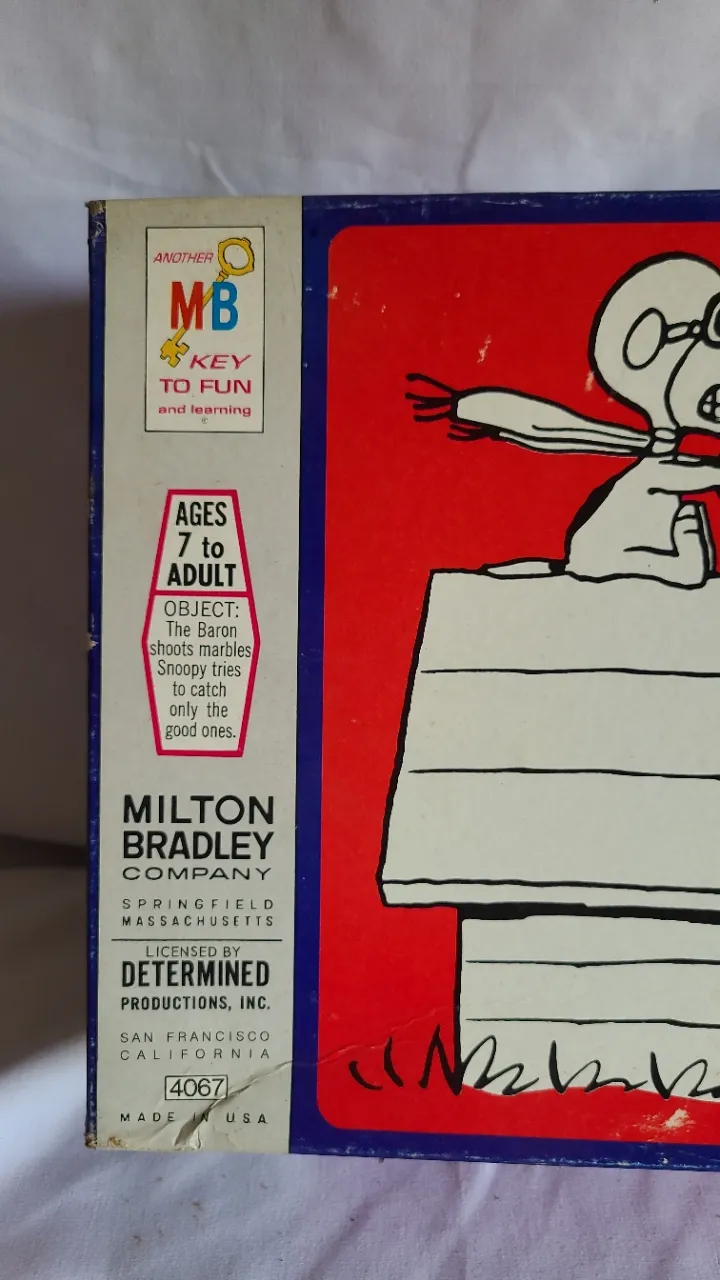 ANOTHER
MB
KEY
TO FUN
and learning
©
AGES
7 to
ADULT
OBJECT:
The Baron
shoots marbles
Snoopy tries
to catch
only the
good ones.
MILTON
BRADLEY
COMPANY
SPRINGFIELD
MASSACHUSETTS
LICENSED BY
DETERMINED
PRODUCTIONS, INC.
SAN FRANCISCO
CALIFORNIA
4067
MADE IN U.S.A.